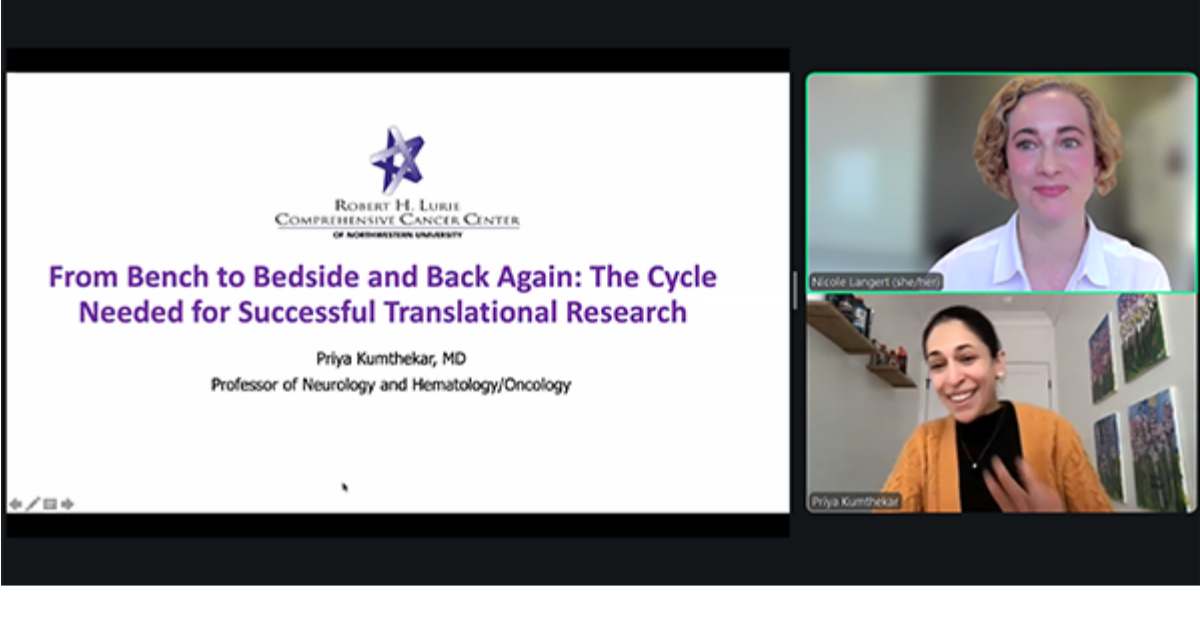 ROBERT H. LURIE
COMPREHENSIVE CANCER CENTER
OF NORTHWESTERN UNIVERSITY
From Bench to Bedside and Back Again: The Cycle
Needed for Successful Translational Research
Priya Kumthekar, MD
Professor of Neurology and Hematology/Oncology
Nicole Langert (she/her)
Priya Kumthekar